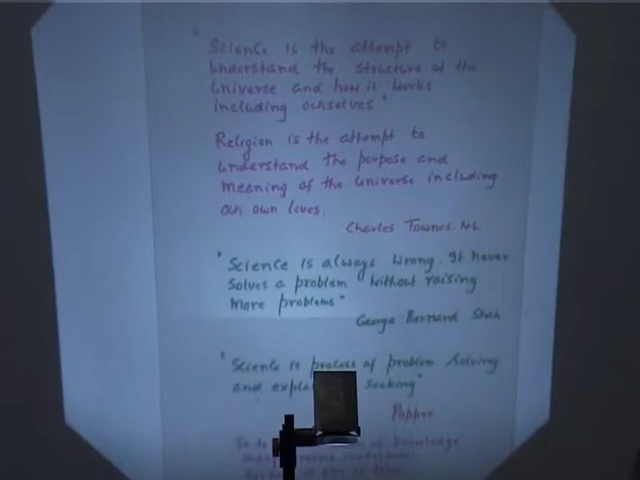 "Science is the attempt to
understand the structure of the
Universe and how it works
including ourselves"
Religion is the attempt to
understand the purpose and
meaning of the Universe including
our own lives.
Charles Townes. NL
"Science is always wrong. It never
solves a problem without raising
more problems"
George Bernard Shah
"Science is process of problem solving
and seeking"
Popper
of knowledge